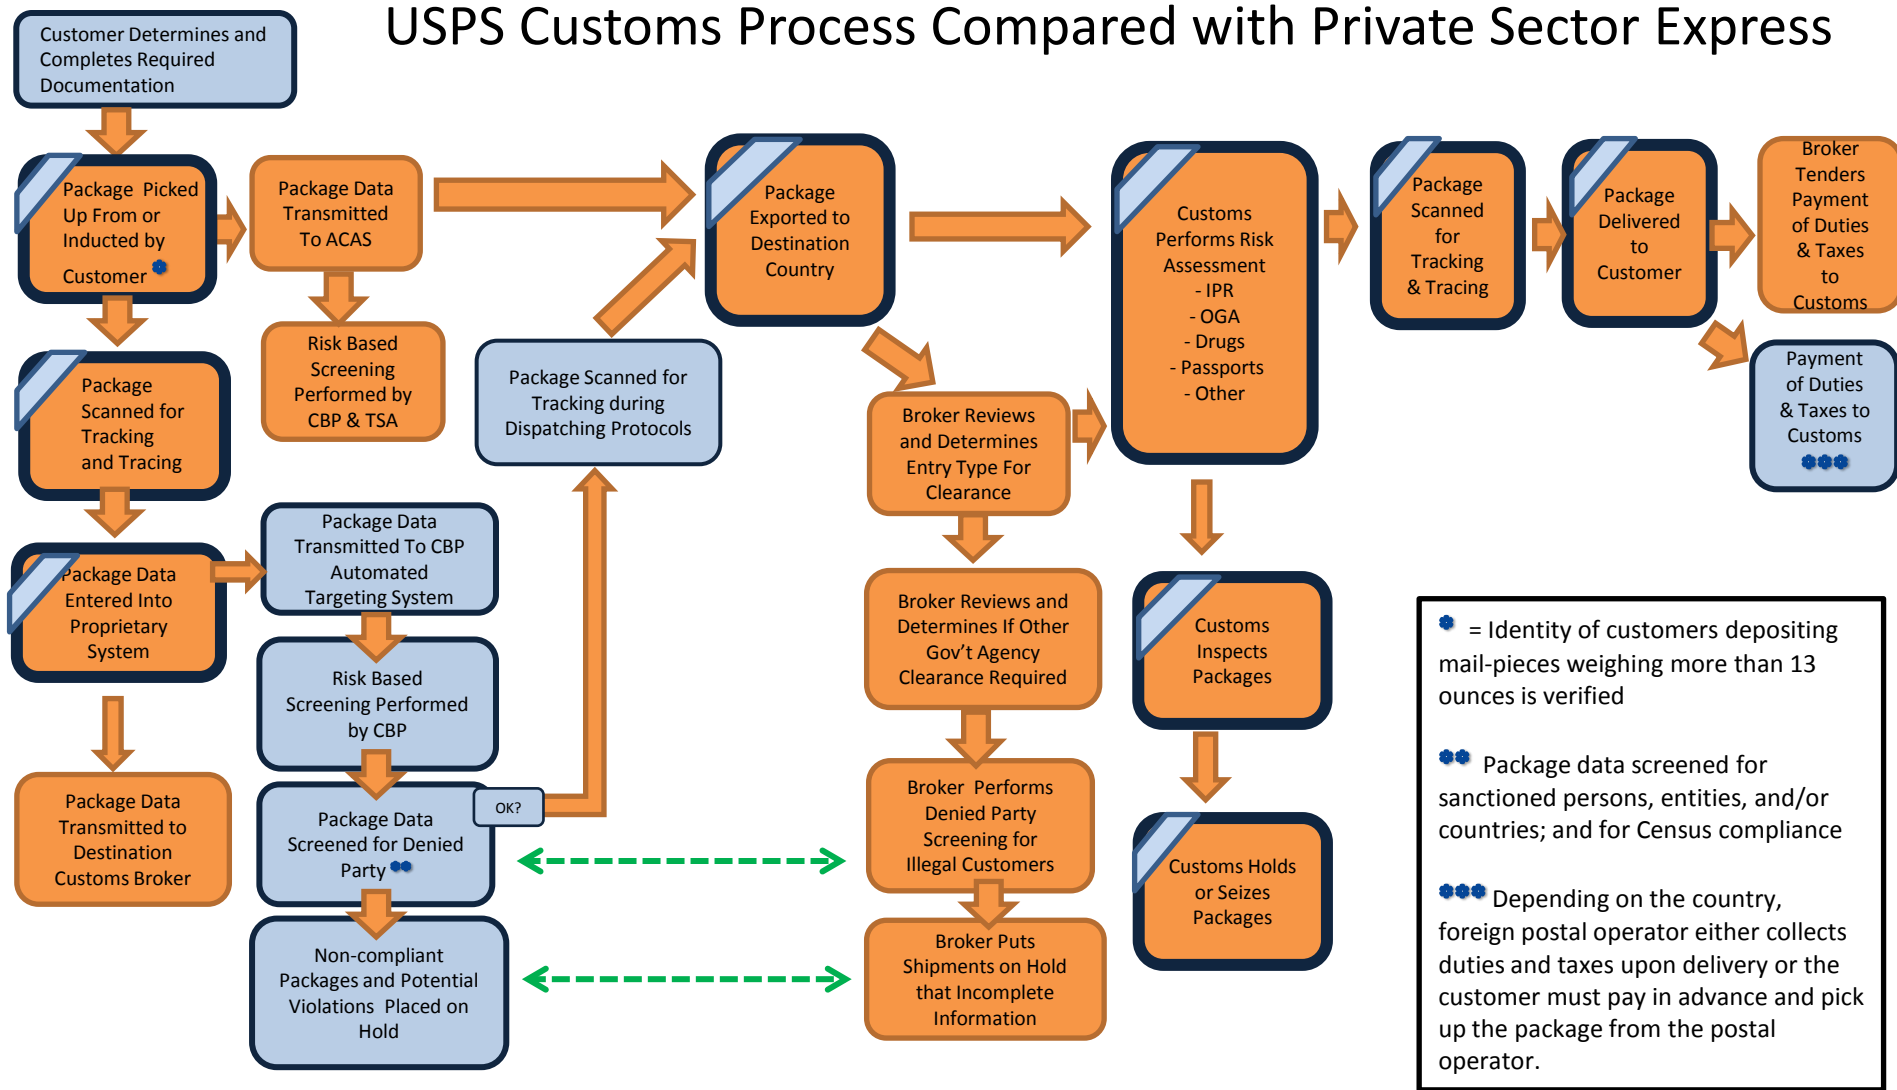 USPS Customs Process Compared with Private Sector Express
Customer Determines and
Completes Required
Documentation
Package Picked
Up From or
Inducted by
Customer
Package Data
Transmitted
To ACAS
Risk Based
Screening
Performed by
CBP & TSA
Package
Scanned for
Tracking
and Tracing
Package Data
Entered Into
Proprietary
System
Package Data
Transmitted to
Destination
Customs Broker
Package Data
Transmitted To CBP
Automated
Targeting System
Risk Based
Screening Performed
by CBP
Package Data
Screened for Denied
Party
OK?
Non-compliant
Packages and Potential
Violations Placed on
Hold
Package Scanned for
Tracking during
Dispatching Protocols
Package
Exported to
Destination
Country
Broker Reviews
and Determines
Entry Type For
Clearance
Broker Reviews and
Determines If Other
Gov't Agency
Clearance Required
Broker Performs
Denied Party
Screening for
Illegal Customers
Broker Puts
Shipments on Hold
that Incomplete
Information
Customs
Performs Risk
Assessment
- IPR
- OGA
- Drugs
- Passports
- Other
Customs
Inspects
Packages
Customs Holds
or Seizes
Packages
Package
Scanned
for
Tracking
& Tracing
Package
Delivered
to
Customer
Broker
Tenders
Payment
of Duties
& Taxes
to
Customs
Payment
of Duties
& Taxes to
Customs
= Identity of customers depositing
mail-pieces weighing more than 13
ounces is verified
Package data screened for
sanctioned persons, entities, and/or
countries; and for Census compliance
Depending on the country,
foreign postal operator either collects
duties and taxes upon delivery or the
customer must pay in advance and pick
up the package from the postal
operator.